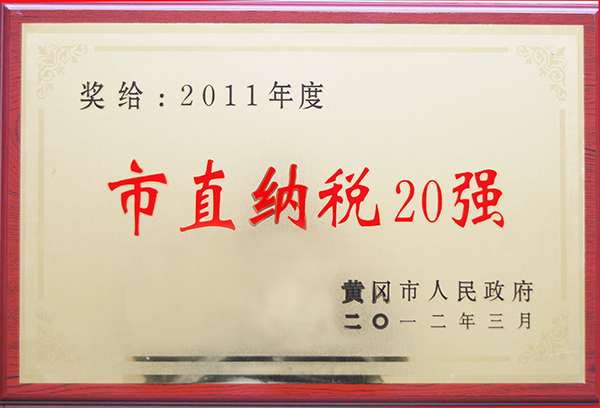 奖给：2011年度
市直纳税20强
黄冈市人民政府
二〇一二年三月